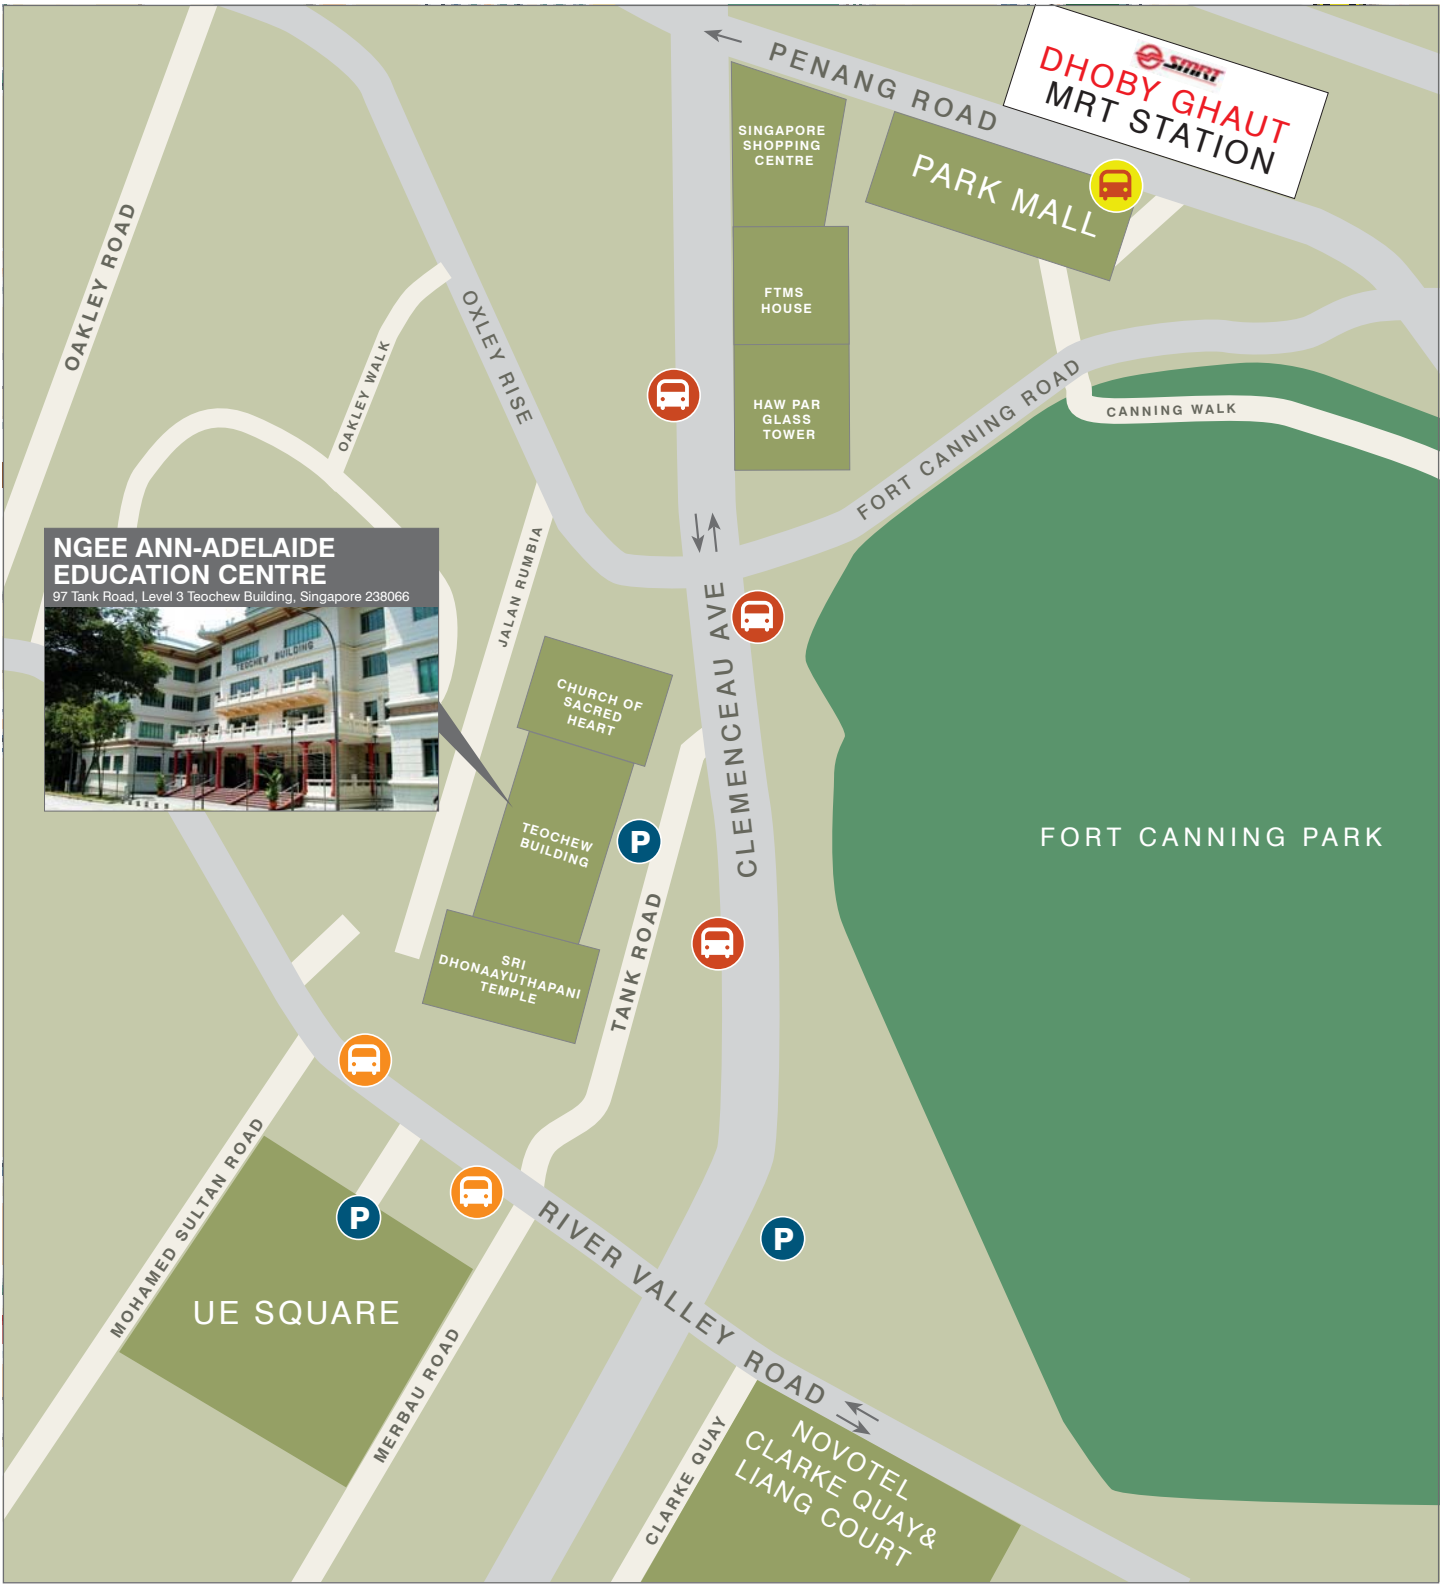 PENANG ROAD
SMRT
DHOBY GHAUT
MRT STATION
SINGAPORE
SHOPPING
CENTRE
PARK MALL
OAKLEY ROAD
OXLEY RISE
FTMS
HOUSE
OAKLEY WALK
HAW PAR
GLASS
TOWER
FORT CANNING ROAD
CANNING WALK
NGEE ANN-ADELAIDE
EDUCATION CENTRE
97 Tank Road, Level 3 Teochew Building, Singapore 238066
TEOCHEW BUILDING
JALAN RUMBIA
CLEMENCEAU AVE
CHURCH OF
SACRED
HEART
TEOCHEW
BUILDING
P
FORT CANNING PARK
TANK ROAD
SRI
DHONAAYUTHAPANI
TEMPLE
MOHAMED SULTAN ROAD
P
P
RIVER VALLEY ROAD
UE SQUARE
MERBAU ROAD
CLARKE QUAY
NOVOTEL
CLARKE QUAY&
LIANG COURT